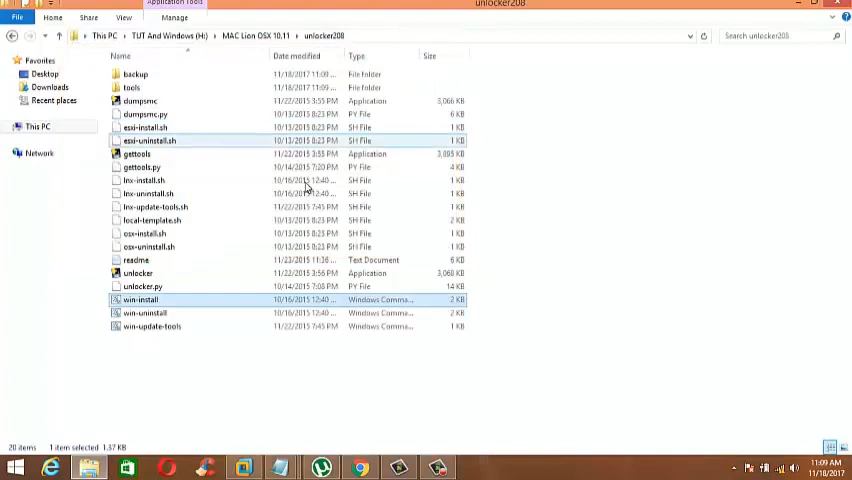 Application Tools
unlocker208
File
Home
Share
View
Manage
This PC
TUT And Windows (H:)
MAC Lion OSX 10.11
unlocker208
Search unlocker208
Name
Date modified
Type
Size
Favorites
Desktop
Downloads
Recent places
This PC
Network
backup 11/18/2017 11:09 ... File folder
tools 11/18/2017 11:09 ... File folder
dumpsmc 11/22/2015 3:55 PM Application 3,066 KB
dumpsmc.py 10/13/2015 8:23 PM PY File 6 KB
esxi-install.sh 10/13/2015 8:23 PM SH File 1 KB
esxi-uninstall.sh 10/13/2015 8:23 PM SH File 1 KB
gettools 11/22/2015 3:55 PM Application 3,895 KB
gettools.py 10/14/2015 7:20 PM PY File 4 KB
lnx-install.sh 10/16/2015 12:40 ... SH File 1 KB
lnx-uninstall.sh 10/16/2015 12:40 ... SH File 1 KB
lnx-update-tools.sh 11/22/2015 7:45 PM SH File 1 KB
local-template.sh 10/13/2015 8:23 PM SH File 2 KB
osx-install.sh 10/13/2015 8:23 PM SH File 1 KB
osx-uninstall.sh 10/13/2015 8:23 PM SH File 1 KB
readme 11/23/2015 11:36 ... Text Document 6 KB
unlocker 11/22/2015 3:56 PM Application 3,068 KB
unlocker.py 10/14/2015 7:08 PM PY File 14 KB
win-install 10/16/2015 12:40 ... Windows Comma... 2 KB
win-uninstall 10/16/2015 12:40 ... Windows Comma... 2 KB
win-update-tools 11/22/2015 7:45 PM Windows Comma... 1 KB
20 items
1 item selected 1.37 KB
11:09 AM
11/18/2017